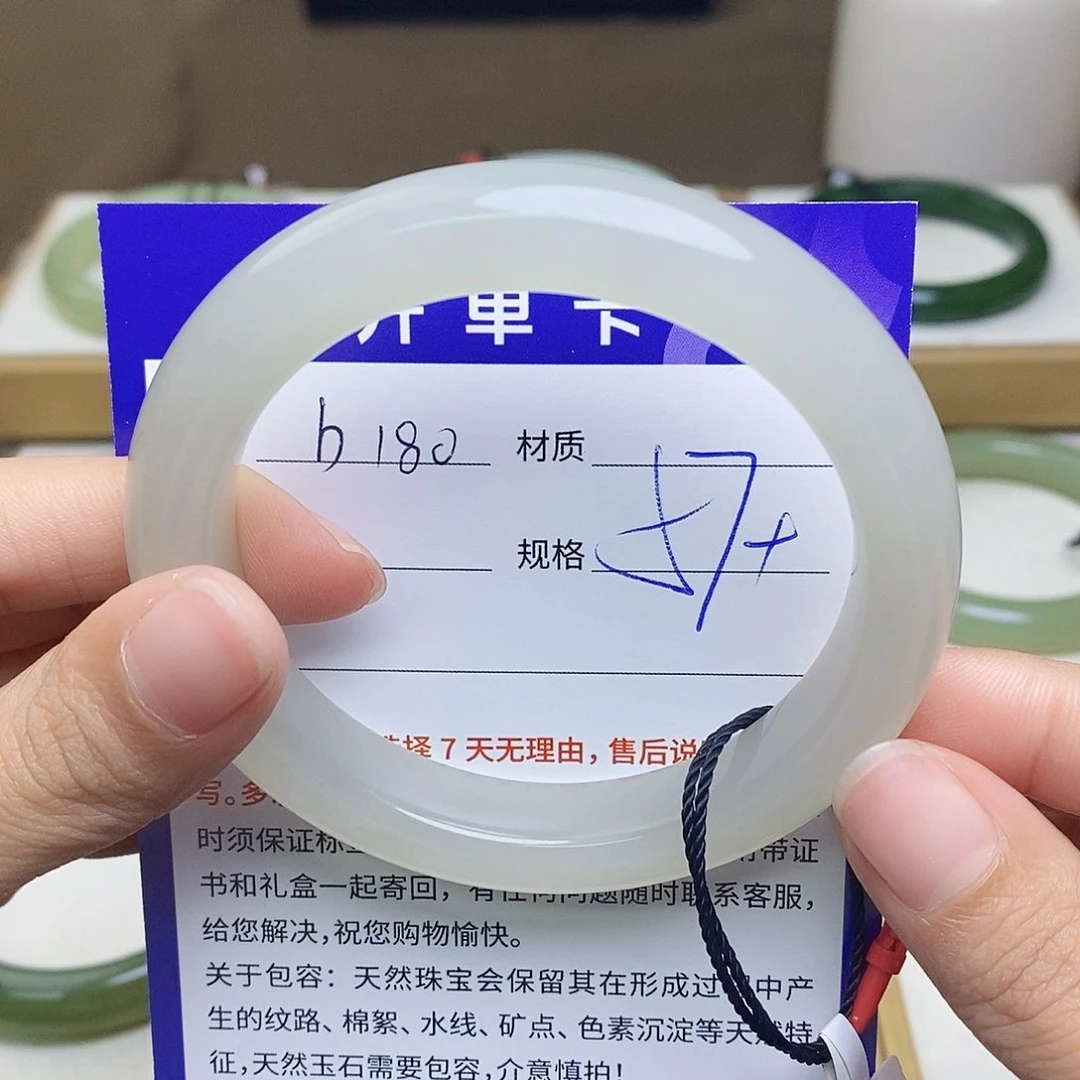 开单卡
b180 材质
规格 57+
选择 7 天无理由，售后说
写。多
时须保证标 附带证
书和礼盒一起寄回，有任何问题随时联系客服，
给您解决，祝您购物愉快。
关于包容：天然珠宝会保留其在形成过程中产
生的纹路、棉絮、水线、矿点、色素沉淀等天然特
征，天然玉石需要包容，介意慎拍！